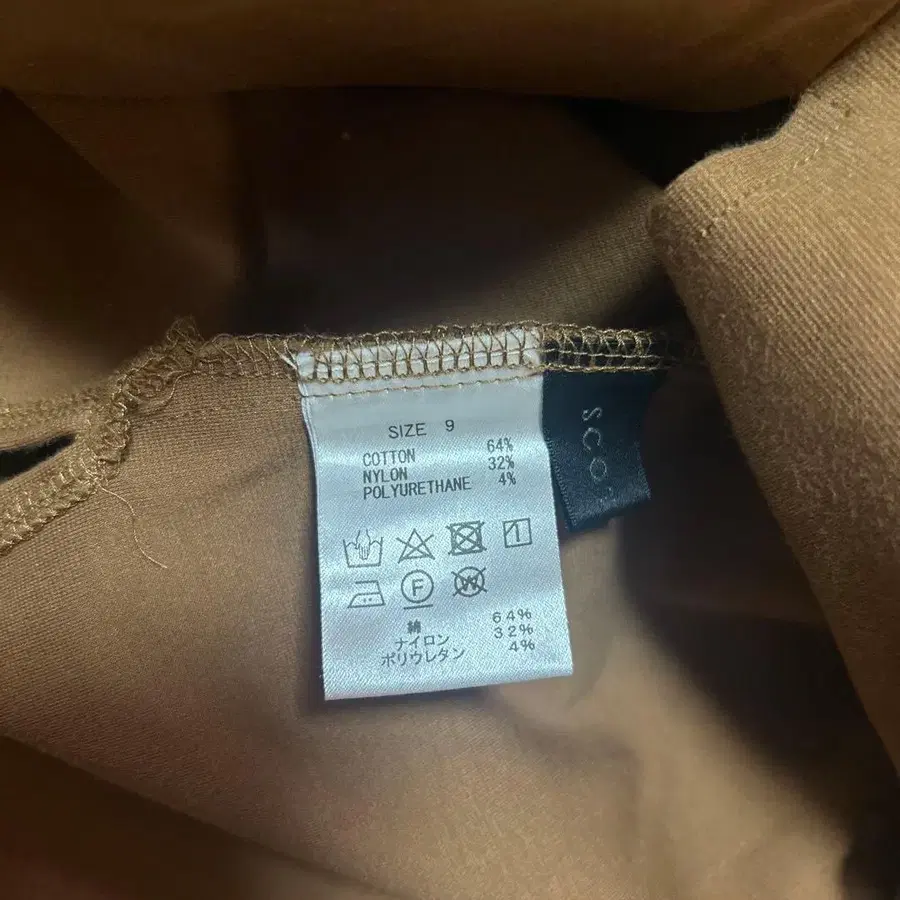 SIZE 9
COTTON 64%
NYLON 32%
POLYURETHANE 4%
F
W
綿 64%
ナイロン 32%
ポリウレタン 4%
SCO